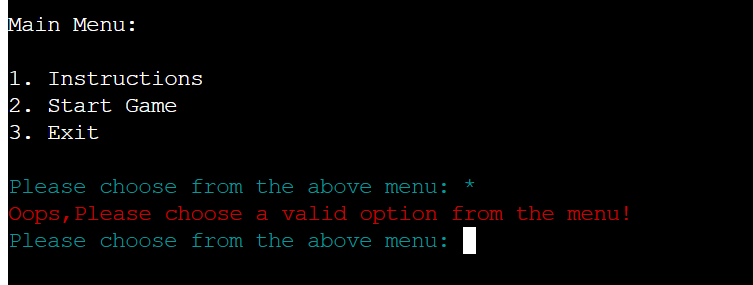 Main Menu:
1. Instructions
2. Start Game
3. Exit
Please choose from the above menu: *
Oops,Please choose a valid option from the menu!
Please choose from the above menu: